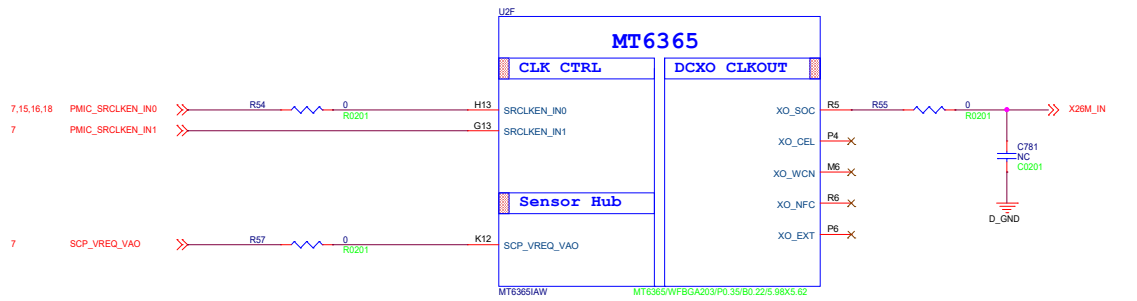 U2F
MT6365
CLK CTRL
DCXO CLKOUT
7,15,16,18 PMIC_SRCLKEN_IN0 R54 0 R0201 H13 SRCLKEN_IN0
7 PMIC_SRCLKEN_IN1 G13 SRCLKEN_IN1
XO_SOC R5 R55 0 R0201 X26M_IN
XO_CEL P4
C781
NC
C0201
D_GND
XO_WCN M6
XO_NFC R6
XO_EXT P6
Sensor Hub
7 SCP_VREQ_VAO R57 0 R0201 K12 SCP_VREQ_VAO
MT6365IAW
MT6365/WFBGA203/P0.35/B0.22/5.98X5.62